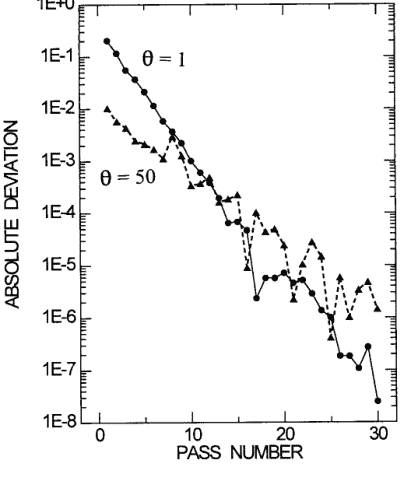 1E+0
1E-1
θ = 1
1E-2
1E-3
θ = 50
1E-4
1E-5
1E-6
1E-7
1E-8
ABSOLUTE DEVIATION
0 10 20 30
PASS NUMBER